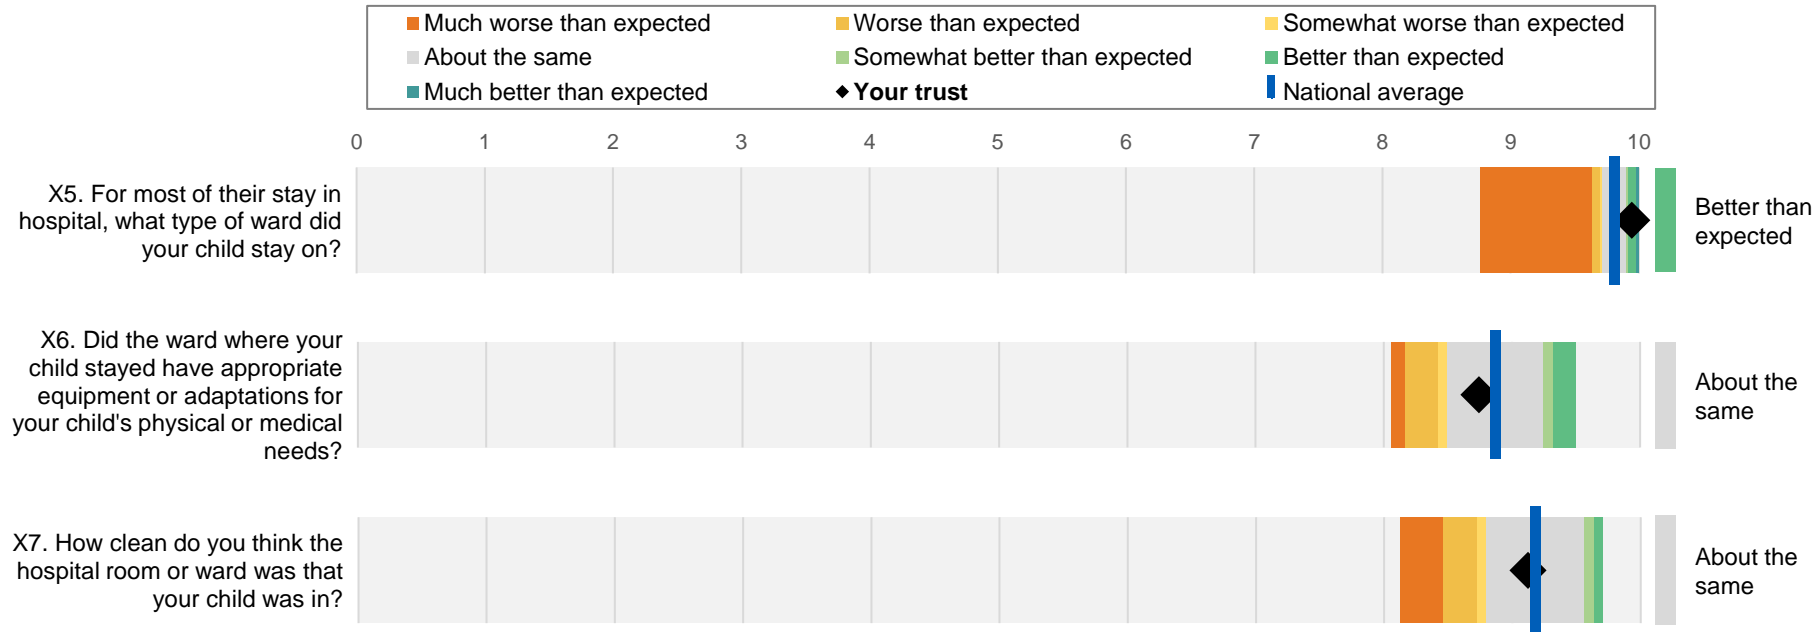 Much worse than expected
Worse than expected
Somewhat worse than expected
About the same
Somewhat better than expected
Better than expected
Much better than expected
Your trust
National average
0 1 2 3 4 5 6 7 8 9 10
X5. For most of their stay in
hospital, what type of ward did
your child stay on?
Better than
expected
X6. Did the ward where your
child stayed have appropriate
equipment or adaptations for
your child's physical or medical
needs?
About the
same
X7. How clean do you think the
hospital room or ward was that
your child was in?
About the
same